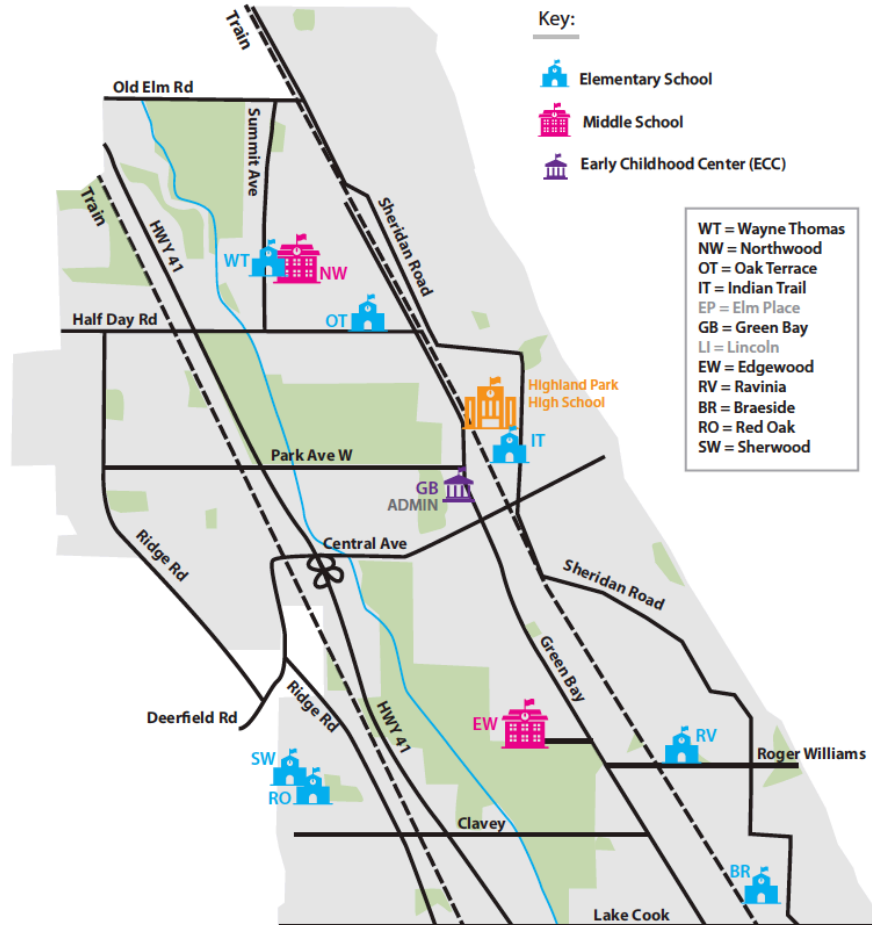 Train
Key:
Old Elm Rd
Elementary School
Summit Ave
Middle School
Early Childhood Center (ECC)
Train
HWY 41
Sheridan Road
WT = Wayne Thomas
NW = Northwood
OT = Oak Terrace
IT = Indian Trail
EP = Elm Place
GB = Green Bay
LI = Lincoln
EW = Edgewood
RV = Ravinia
BR = Braeside
RO = Red Oak
SW = Sherwood
WT
NW
OT
Half Day Rd
Highland Park
High School
IT
Park Ave W
GB
ADMIN
Central Ave
Ridge Rd
Sheridan Road
Green Bay
Deerfield Rd
Ridge Rd
HWY 41
EW
RV
Roger Williams
SW
RO
Clavey
BR
Lake Cook